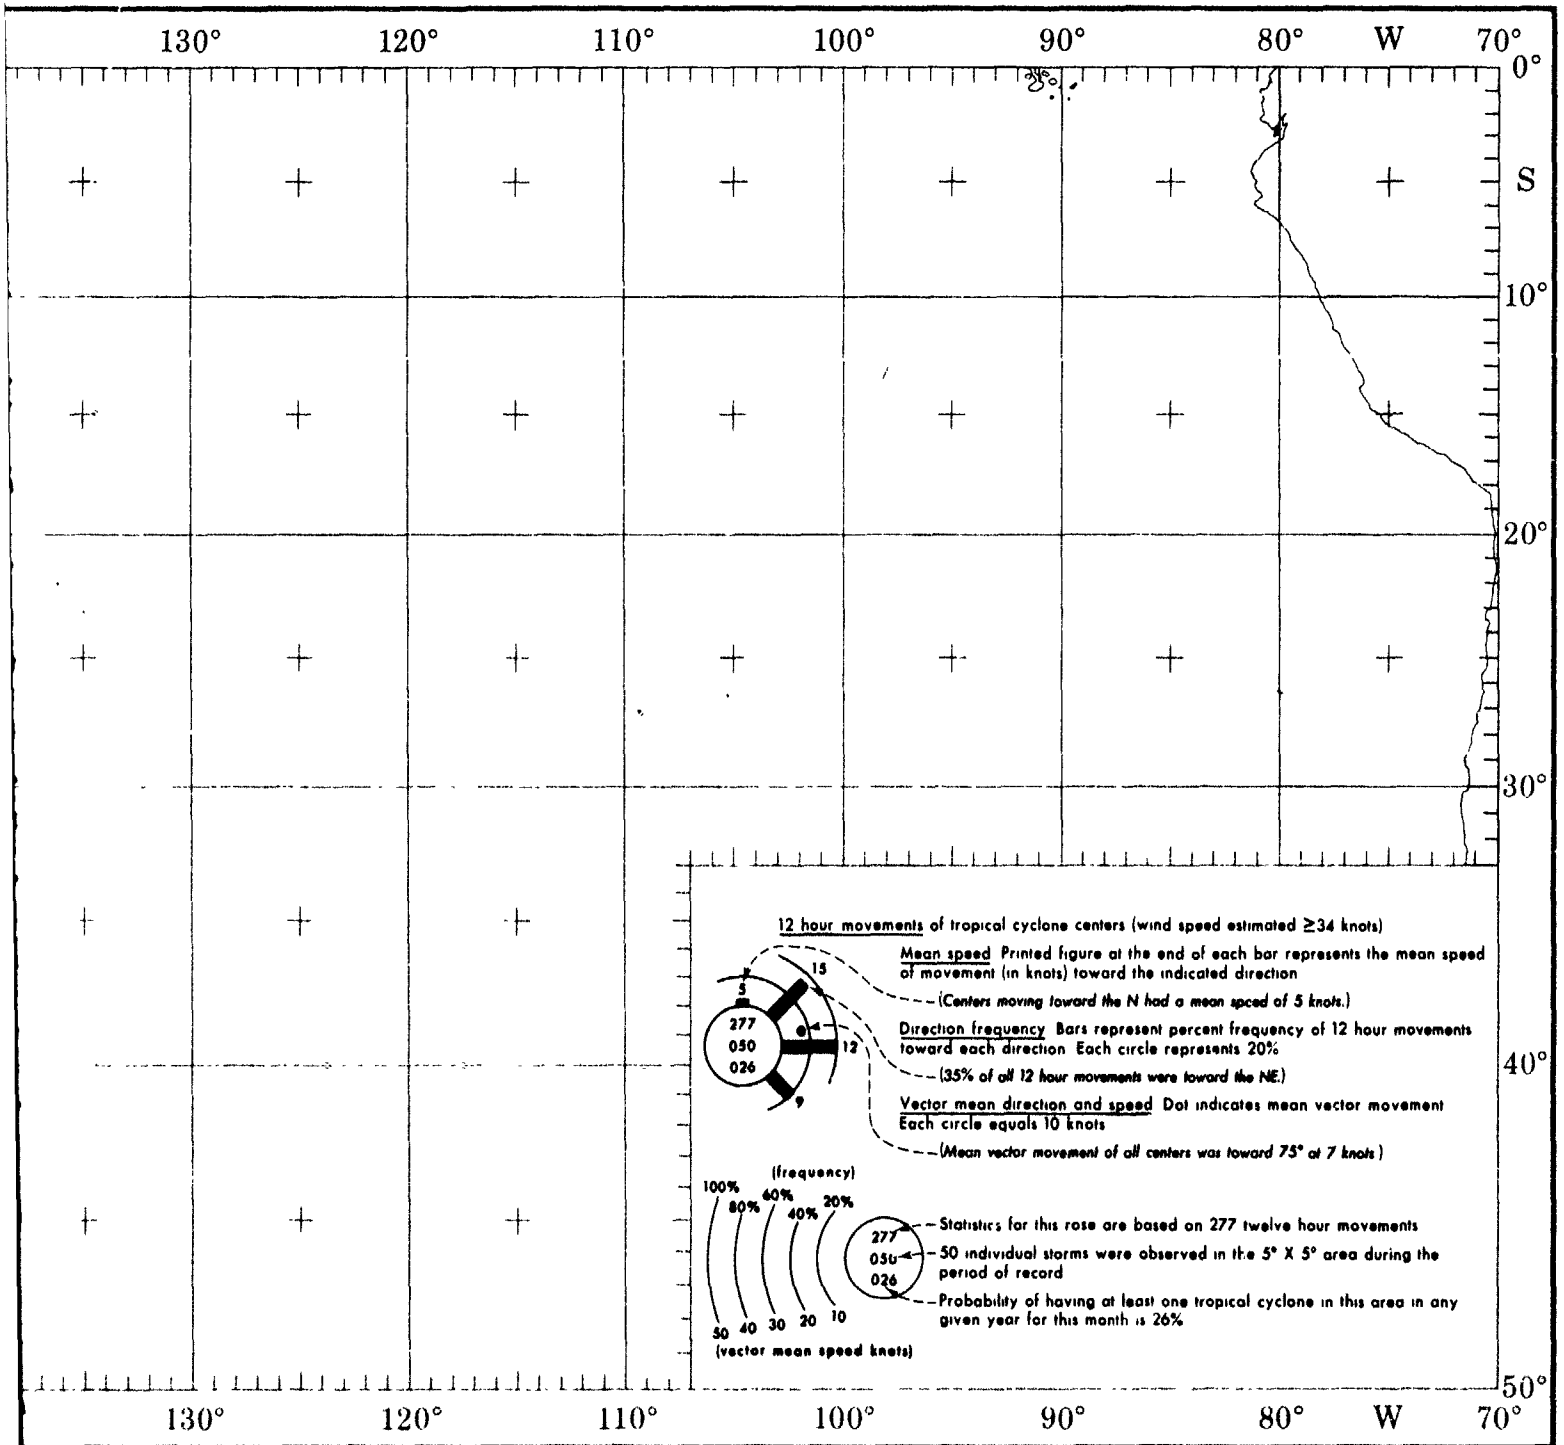 130° 120° 110° 100° 90° 80° W 70°
0°
S
10°
20°
30°
40°
50°
12 hour movements of tropical cyclone centers (wind speed estimated ≥34 knots)
Mean speed Printed figure at the end of each bar represents the mean speed
of movement (in knots) toward the indicated direction
(Centers moving toward the N had a mean speed of 5 knots.)
Direction frequency Bars represent percent frequency of 12 hour movements
toward each direction Each circle represents 20%
(35% of all 12 hour movements were toward the NE.)
Vector mean direction and speed Dot indicates mean vector movement
Each circle equals 10 knots
(Mean vector movement of all centers was toward 75° at 7 knots)
15
5
277
050
026
12
9
(frequency)
100% 80% 60% 40% 20%
50 40 30 20 10
(vector mean speed knots)
277
050
026
Statistics for this rose are based on 277 twelve hour movements
50 individual storms were observed in the 5° X 5° area during the
period of record
Probability of having at least one tropical cyclone in this area in any
given year for this month is 26%
130° 120° 110° 100° 90° 80° W 70°